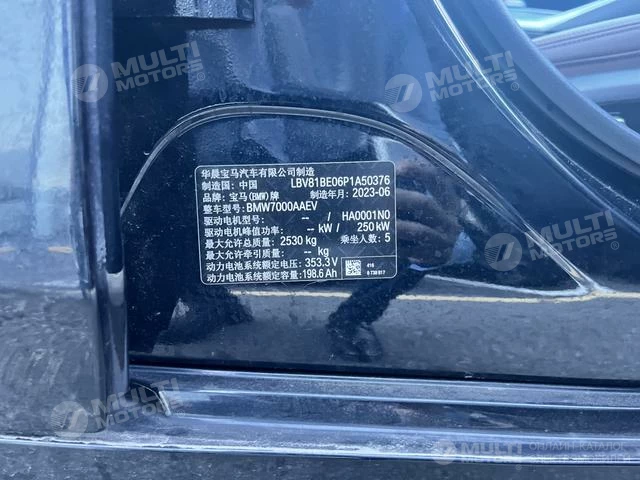 MULTI MOTORS
MULTI MOTORS
华晨宝马汽车有限公司制造
制造国: 中国 LBV81BE06P1A50376
品牌: 宝马(BMW)牌 制造年月: 2023-06
整车型号: BMW7000AAEV
驱动电机型号: -- / HA0001N0
驱动电机峰值功率: -- kW / 250 kW
最大允许总质量: 2530 kg 乘坐人数: 5
最大允许牵引质量: -- kg
动力电池系统额定电压: 353.3 V
动力电池系统额定容量: 198.6 Ah
416
MULTI MOTORS
MULTI MOTORS
MULTI